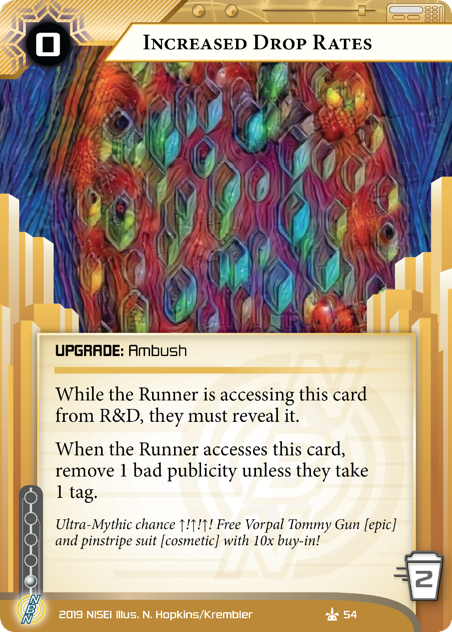 0
Increased Drop Rates
UPGRADE: Ambush
While the Runner is accessing this card
from R&D, they must reveal it.
When the Runner accesses this card,
remove 1 bad publicity unless they take
1 tag.
Ultra-Mythic chance ↑!↑!↑! Free Vorpal Tommy Gun [epic]
and pinstripe suit [cosmetic] with 10x buy-in!
2
NBN
2019 NISEI Illus. N. Hopkins/Krembler 54